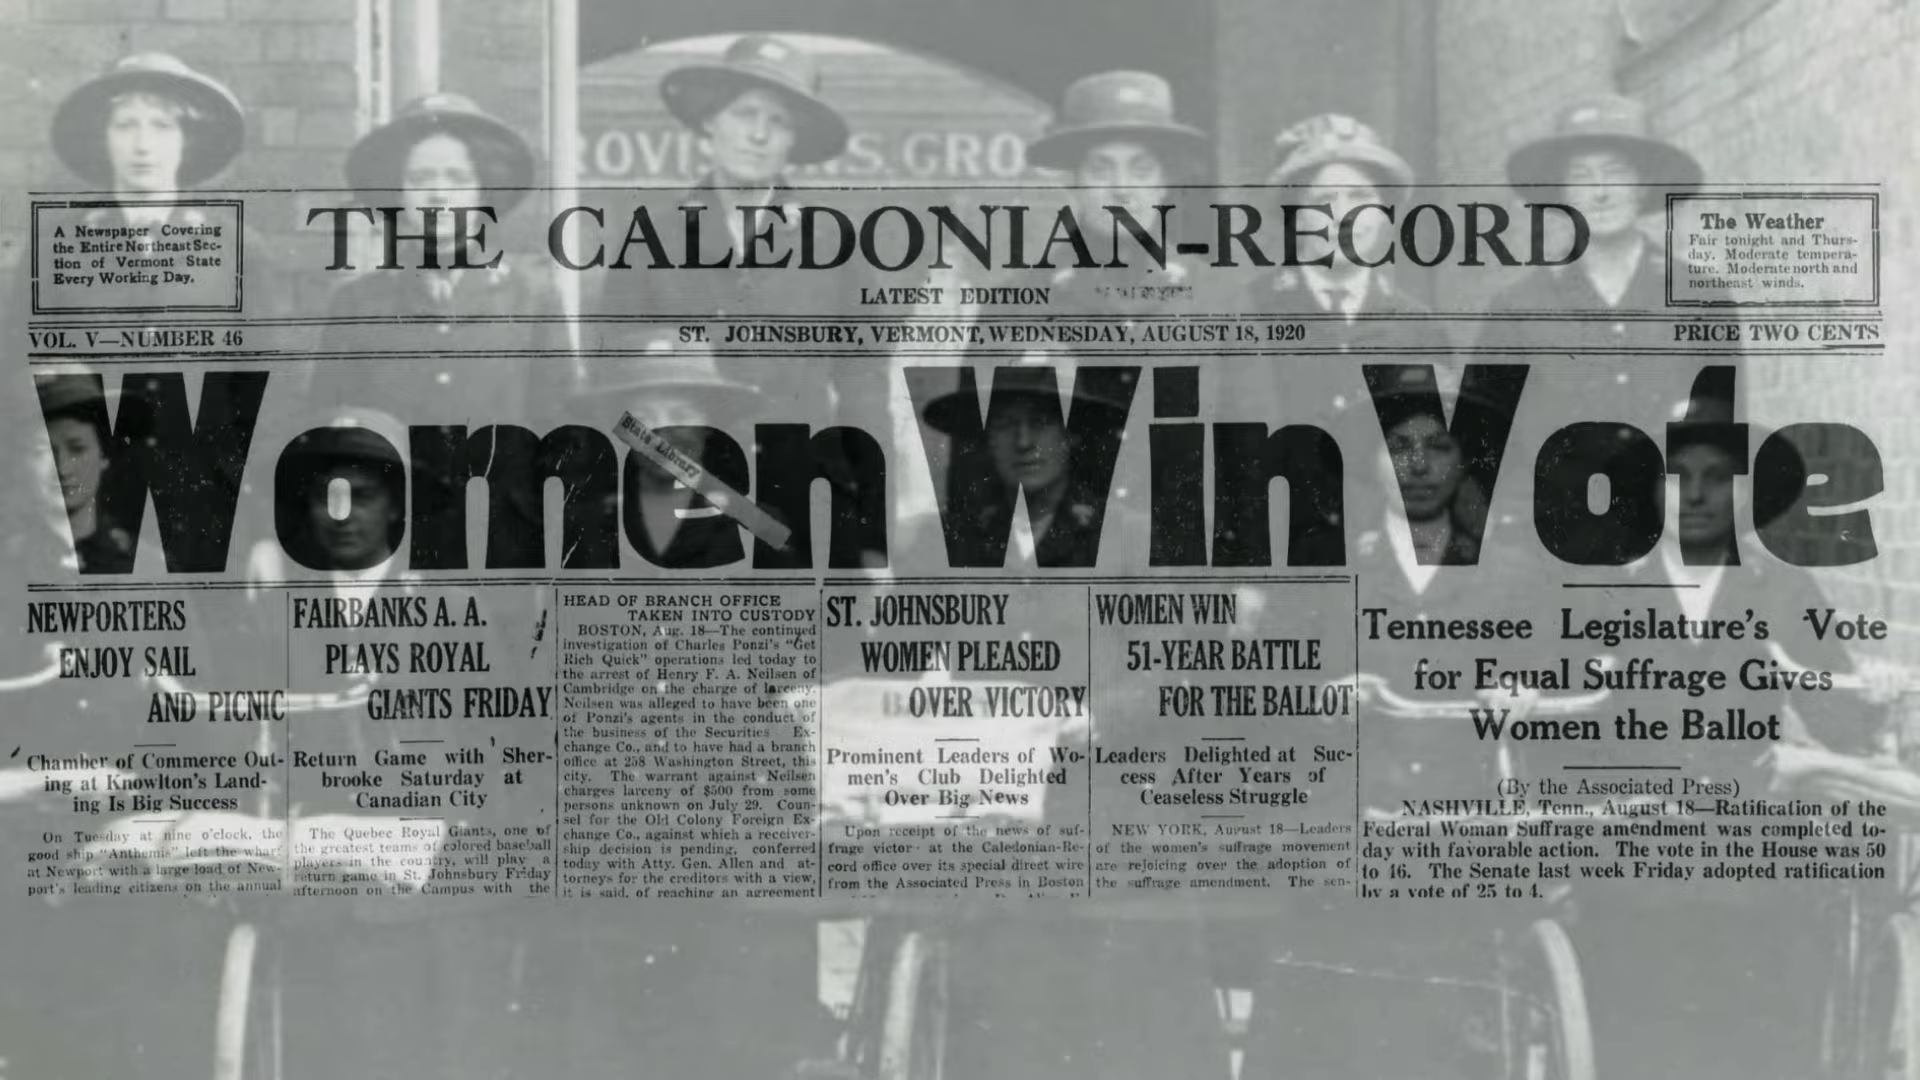 ROVIS NS. GRO
A Newspaper Covering
the Entire Northeast Sec-
tion of Vermont State
Every Working Day.
THE CALEDONIAN-RECORD
LATEST EDITION
The Weather
Fair tonight and Thurs-
day. Moderate tempera-
ture. Moderate north and
northeast winds.
VOL. V—NUMBER 46
ST. JOHNSBURY, VERMONT, WEDNESDAY, AUGUST 18, 1920
PRICE TWO CENTS
Women Win Vote
State Library
NEWPORTERS
ENJOY SAIL
AND PICNIC
Chamber of Commerce Out-
ing at Knowlton's Land-
ing Is Big Success
On Tuesday at nine o'clock, the
good ship "Anthemis" left the wharf
at Newport with a large load of New-
port's leading citizens on the annual
FAIRBANKS A. A.
PLAYS ROYAL
GIANTS FRIDAY
Return Game with Sher-
brooke Saturday at
Canadian City
The Quebec Royal Giants, one of
the greatest teams of colored baseball
players in the country, will play a
return game in St. Johnsbury Friday
afternoon on the Campus with the
HEAD OF BRANCH OFFICE
TAKEN INTO CUSTODY
BOSTON, Aug. 18—The continued
investigation of Charles Ponzi's "Get
Rich Quick" operations led today to
the arrest of Henry F. A. Neilsen of
Cambridge on the charge of larceny.
Neilsen was alleged to have been one
of Ponzi's agents in the conduct of
the business of the Securities Ex-
change Co., and to have had a branch
office at 258 Washington Street, this
city. The warrant against Neilsen
charges larceny of $500 from some
persons unknown on July 29. Coun-
sel for the Old Colony Foreign Ex-
change Co., against which a receiver-
ship decision is pending, conferred
today with Atty. Gen. Allen and at-
torneys for the creditors with a view,
it is said, of reaching an agreement
ST. JOHNSBURY
WOMEN PLEASED
OVER VICTORY
Prominent Leaders of Wo-
men's Club Delighted
Over Big News
Upon receipt of the news of suf-
frage victor at the Caledonian-Re-
cord office over its special direct wire
from the Associated Press in Boston
WOMEN WIN
51-YEAR BATTLE
FOR THE BALLOT
Leaders Delighted at Suc-
cess After Years of
Ceaseless Struggle
NEW YORK, August 18—Leaders
of the women's suffrage movement
are rejoicing over the adoption of
the suffrage amendment. The sen-
Tennessee Legislature's Vote
for Equal Suffrage Gives
Women the Ballot
(By the Associated Press)
NASHVILLE, Tenn., August 18—Ratification of the
Federal Woman Suffrage amendment was completed to-
day with favorable action. The vote in the House was 50
to 46. The Senate last week Friday adopted ratification
by a vote of 25 to 4.